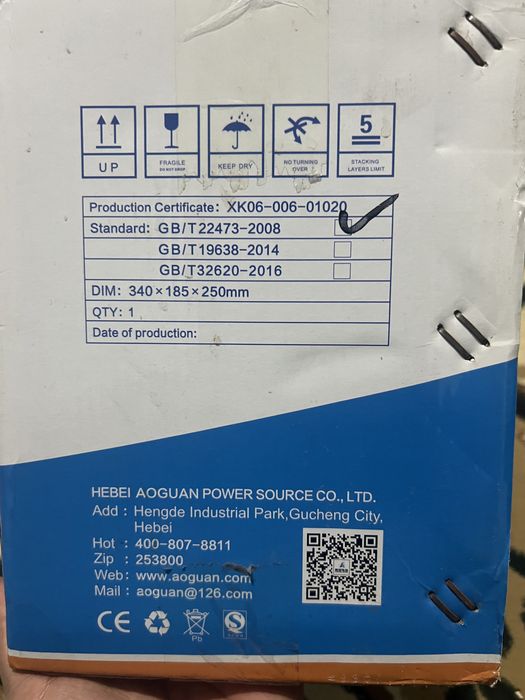 UP
FRAGILE
DO NOT DROP
KEEP DRY
NO TURNING
OVER
5
STACKING
LAYERS LIMIT
Production Certificate: XK06-006-01020
Standard: GB/T22473-2008
GB/T19638-2014
GB/T32620-2016
DIM: 340×185×250mm
QTY: 1
Date of production:
HEBEI AOGUAN POWER SOURCE CO., LTD.
Add : Hengde Industrial Park,Gucheng City,
Hebei
Hot : 400-807-8811
Zip : 253800
Web: www.aoguan.com
Mail : aoguan@126.com
CE
Pb